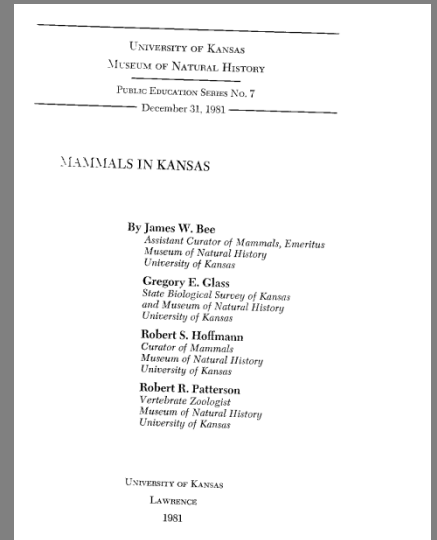 UNIVERSITY OF KANSAS
MUSEUM OF NATURAL HISTORY
PUBLIC EDUCATION SERIES NO. 7
December 31, 1981
MAMMALS IN KANSAS
By James W. Bee
Assistant Curator of Mammals, Emeritus
Museum of Natural History
University of Kansas
Gregory E. Glass
State Biological Survey of Kansas
and Museum of Natural History
University of Kansas
Robert S. Hoffmann
Curator of Mammals
Museum of Natural History
University of Kansas
Robert R. Patterson
Vertebrate Zoologist
Museum of Natural History
University of Kansas
UNIVERSITY OF KANSAS
LAWRENCE
1981